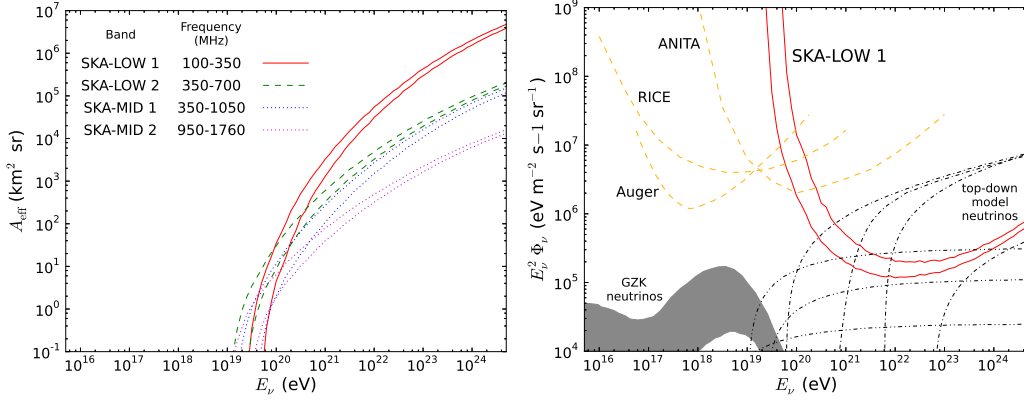 10^7
10^6
10^5
10^4
10^3
10^2
10^1
10^0
10^-1
A_eff (km^2 sr)
Band Frequency (MHz)
SKA-LOW 1 100-350
SKA-LOW 2 350-700
SKA-MID 1 350-1050
SKA-MID 2 950-1760
10^16 10^17 10^18 10^19 10^20 10^21 10^22 10^23 10^24
E_ν (eV)
10^9
10^8
10^7
10^6
10^5
10^4
E_ν^2 Φ_ν (eV m^-2 s−1 sr^-1)
ANITA
SKA-LOW 1
RICE
Auger
top-down
model
neutrinos
GZK
neutrinos
10^16 10^17 10^18 10^19 10^20 10^21 10^22 10^23 10^24
E_ν (eV)